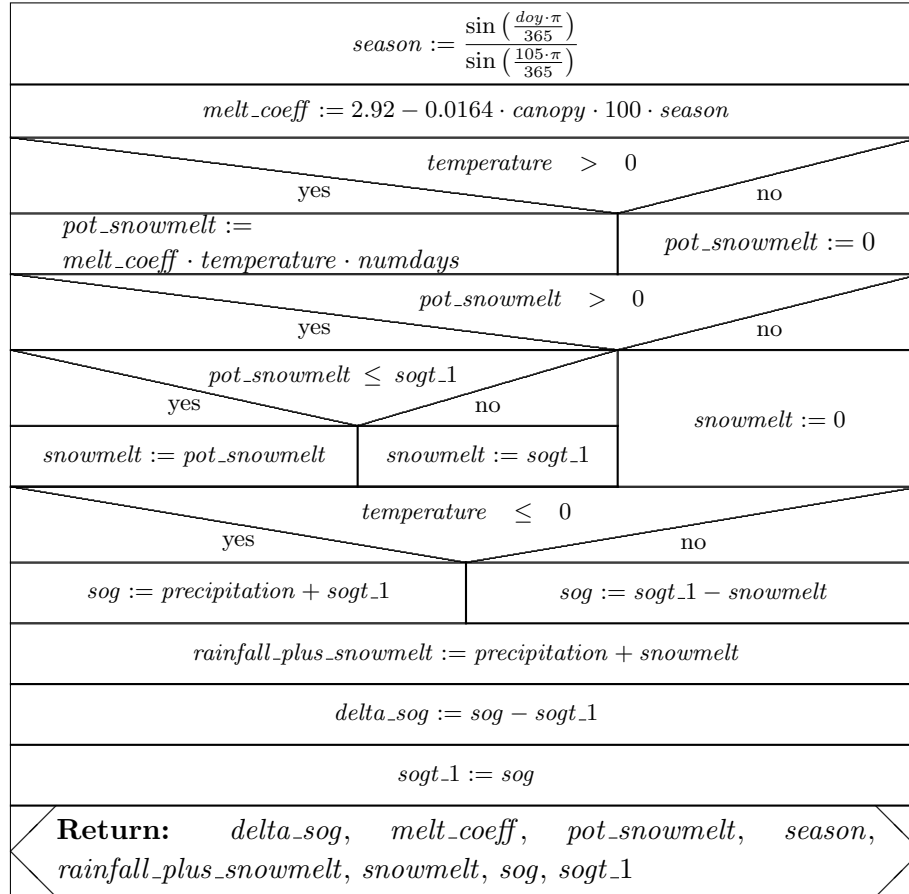 season := sin (doy·π/365) / sin (105·π/365)
melt_coeff := 2.92 − 0.0164 · canopy · 100 · season
temperature > 0
yes no
pot_snowmelt :=
melt_coeff · temperature · numdays
pot_snowmelt := 0
pot_snowmelt > 0
yes no
pot_snowmelt ≤ sogt_1
yes no
snowmelt := 0
snowmelt := pot_snowmelt snowmelt := sogt_1
temperature ≤ 0
yes no
sog := precipitation + sogt_1 sog := sogt_1 − snowmelt
rainfall_plus_snowmelt := precipitation + snowmelt
delta_sog := sog − sogt_1
sogt_1 := sog
Return: delta_sog, melt_coeff, pot_snowmelt, season,
rainfall_plus_snowmelt, snowmelt, sog, sogt_1